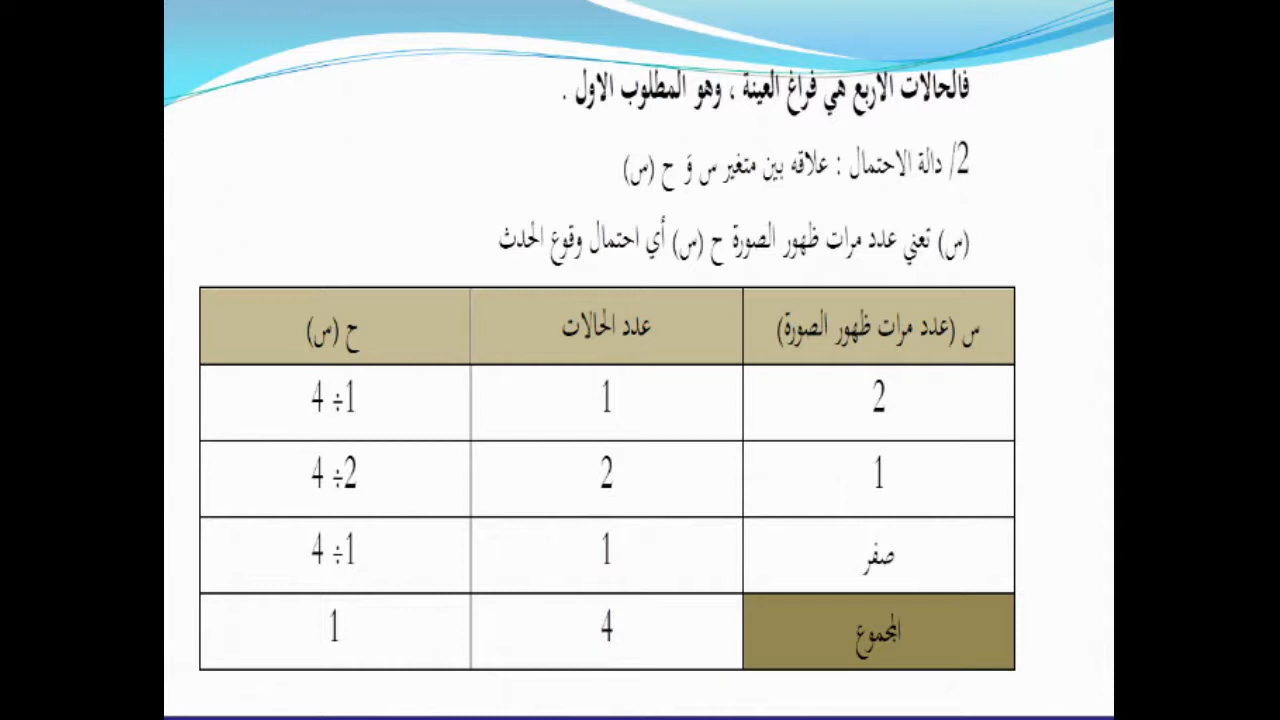 فالحالات الاربع هي فراغ العينة ، وهو المطلوب الاول .
2/ دالة الاحتمال : علاقه بين متغير س وَ ح (س)
(س) تعني عدد مرات ظهور الصورة ح (س) أي احتمال وقوع الحدث
س (عدد مرات ظهور الصورة) عدد الحالات ح (س)
2 1 1÷ 4
1 2 2÷ 4
صفر 1 1÷ 4
المجموع 4 1